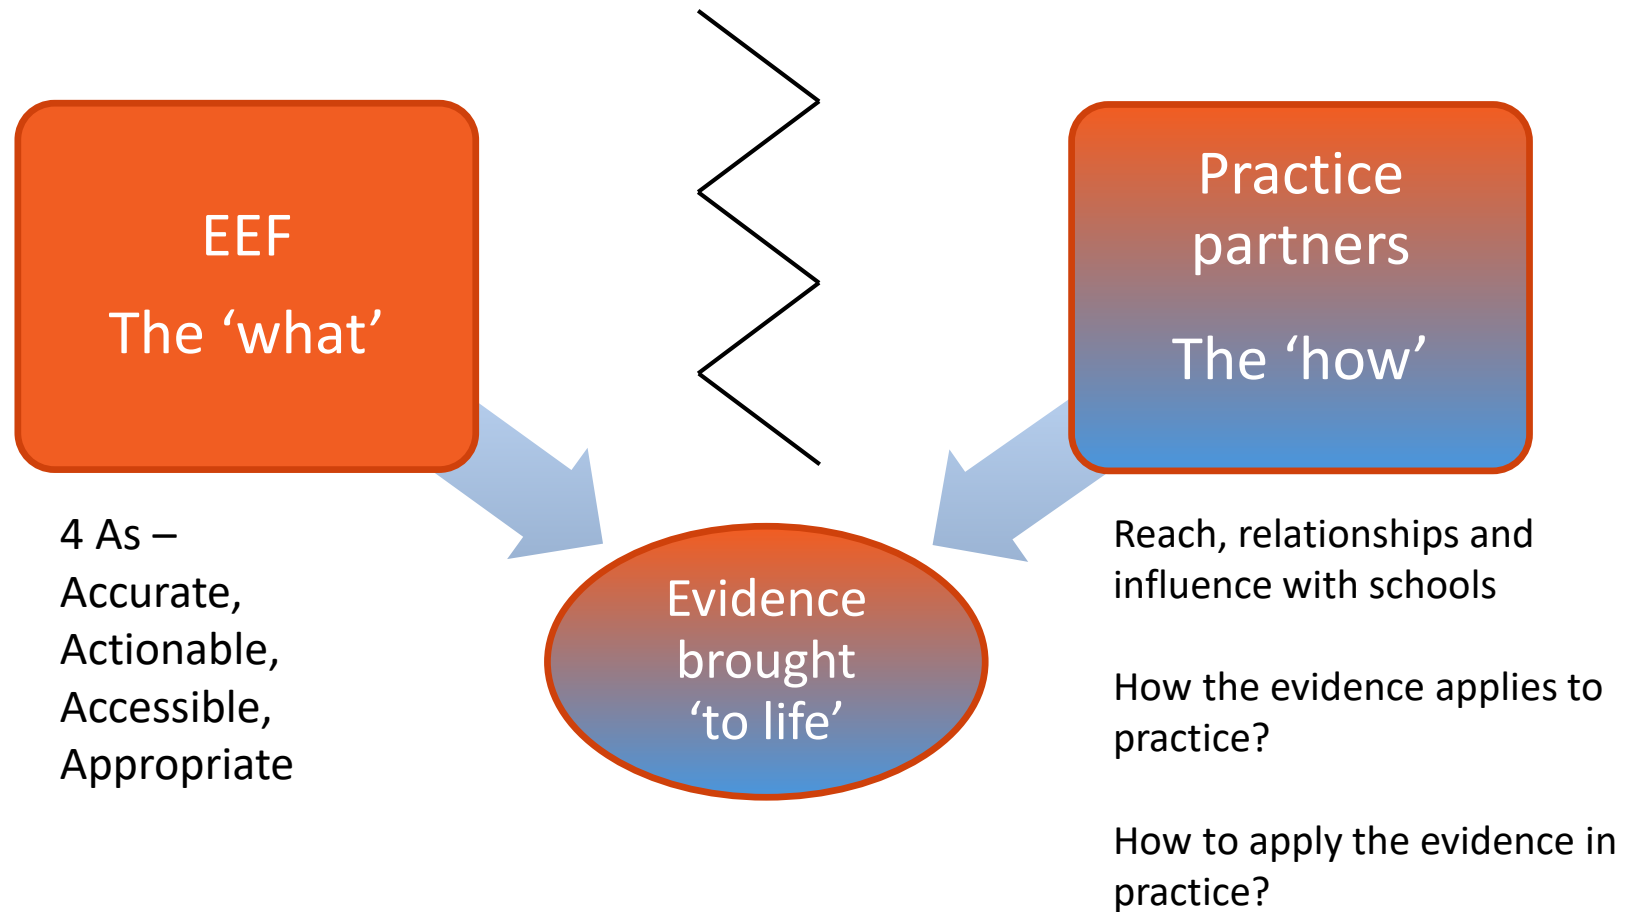 EEF
The ‘what’
Practice
partners
The ‘how’
4 As –
Accurate,
Actionable,
Accessible,
Appropriate
Evidence
brought
‘to life’
Reach, relationships and
influence with schools
How the evidence applies to
practice?
How to apply the evidence in
practice?